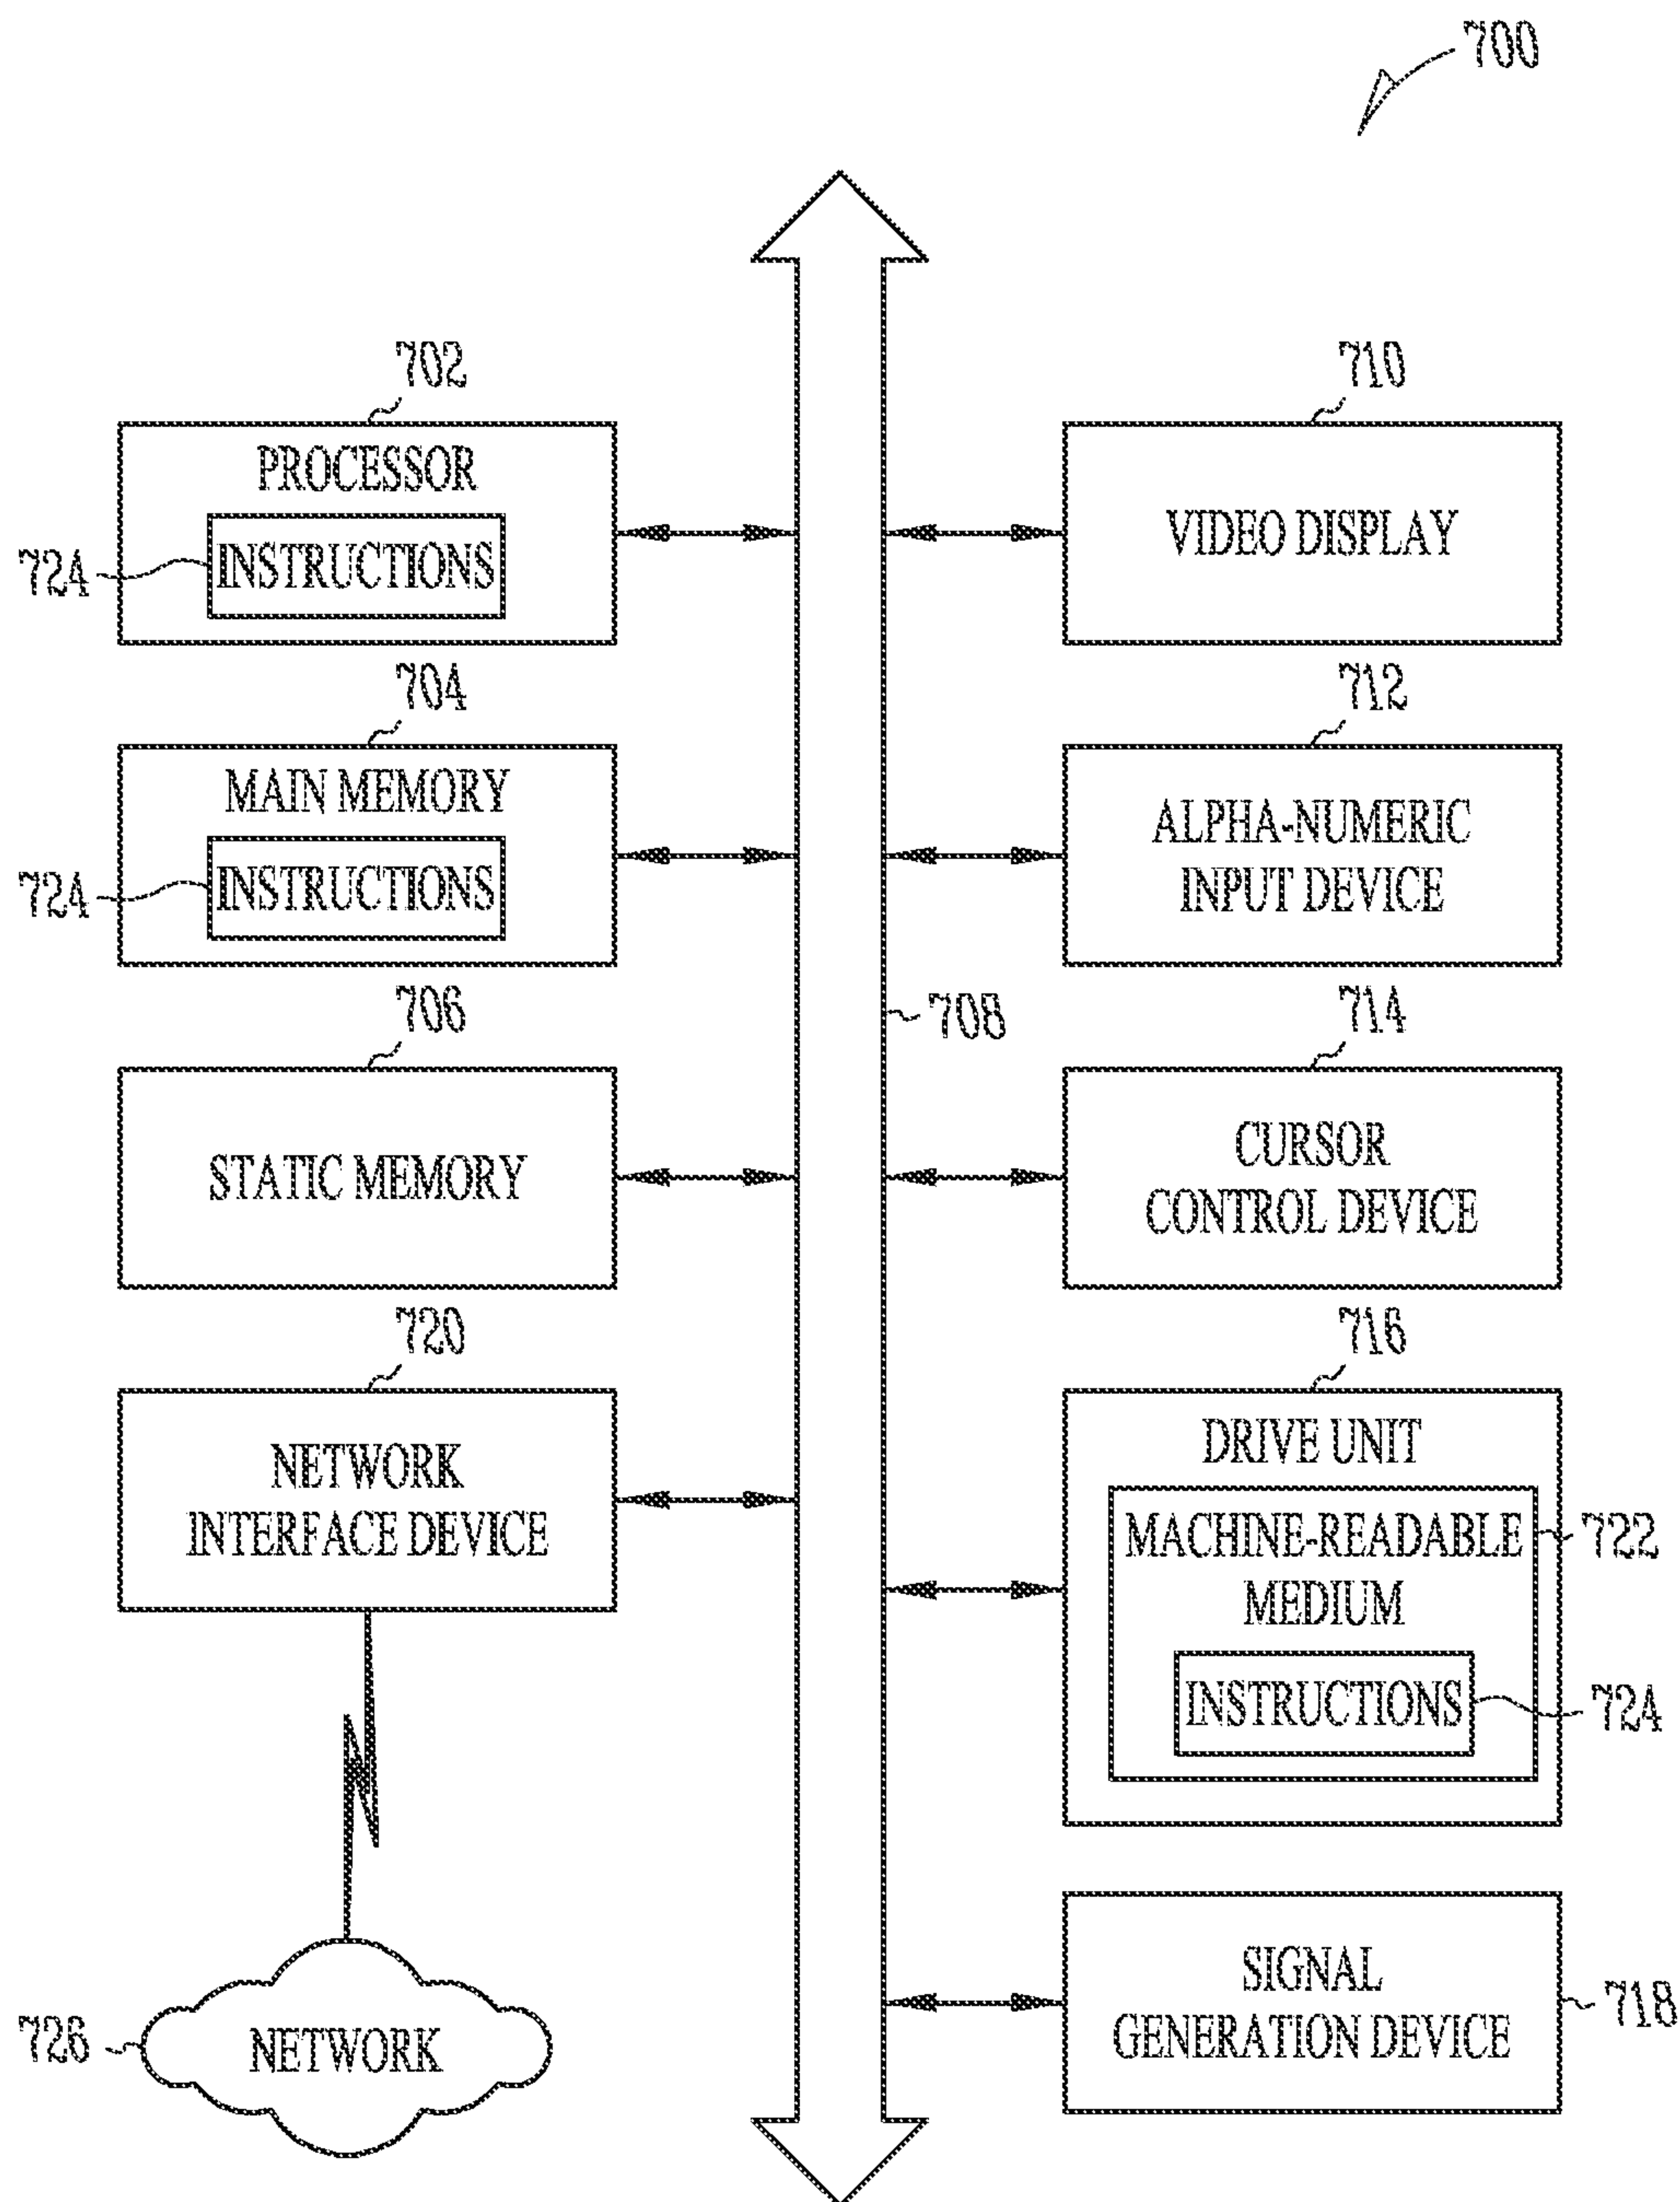 700
702
PROCESSOR
724
INSTRUCTIONS
704
MAIN MEMORY
724
INSTRUCTIONS
706
STATIC MEMORY
720
NETWORK
INTERFACE DEVICE
726
NETWORK
708
710
VIDEO DISPLAY
712
ALPHA-NUMERIC
INPUT DEVICE
714
CURSOR
CONTROL DEVICE
716
DRIVE UNIT
MACHINE-READABLE
722
MEDIUM
INSTRUCTIONS
724
SIGNAL
GENERATION DEVICE
718